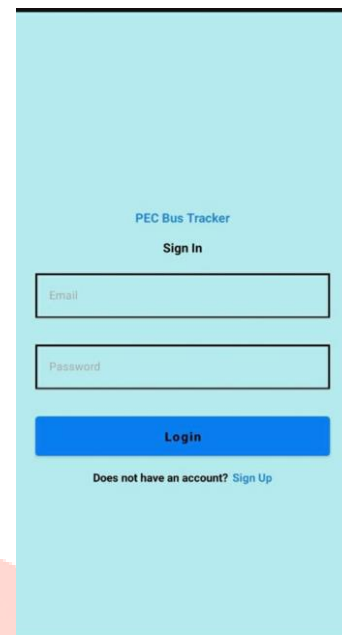 PEC Bus Tracker
Sign In
Email
Password
Login
Does not have an account? Sign Up